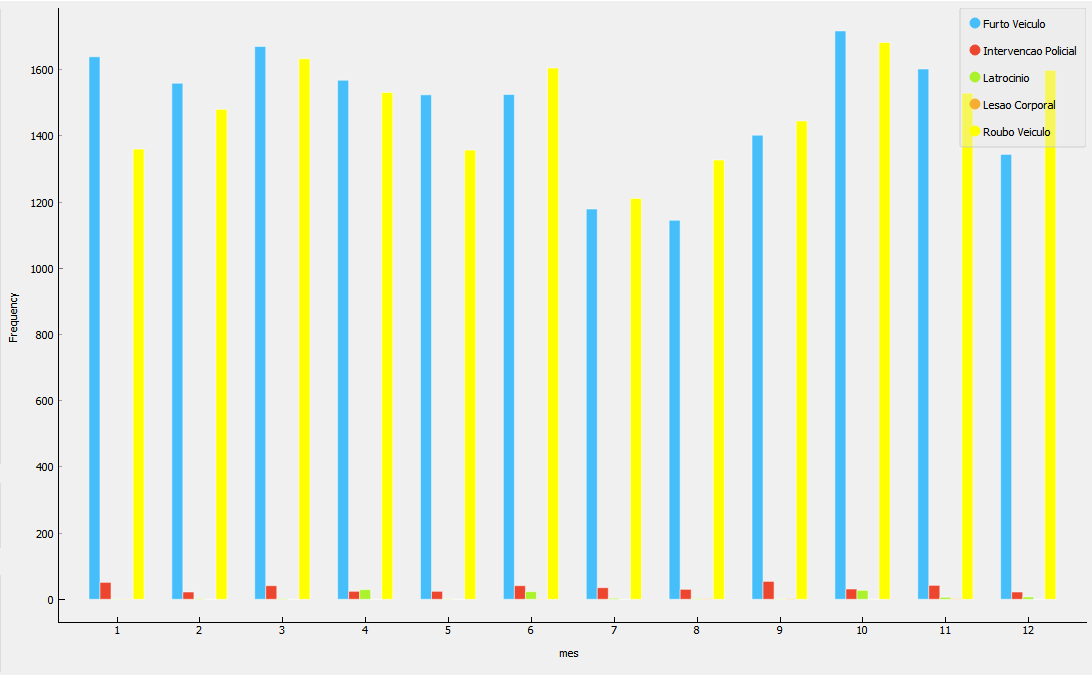 Furto Veiculo
Intervencao Policial
Latrocinio
Lesao Corporal
Roubo Veiculo
1600
1400
1200
1000
800
600
400
200
0
Frequency
1 2 3 4 5 6 7 8 9 10 11 12
mes